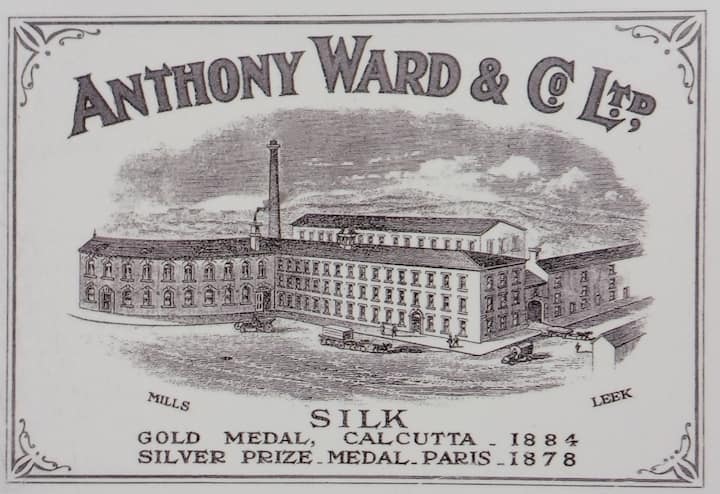 ANTHONY WARD & CO LTD,
MILLS
LEEK
SILK
GOLD MEDAL, CALCUTTA - 1884
SILVER PRIZE-MEDAL-PARIS-1878